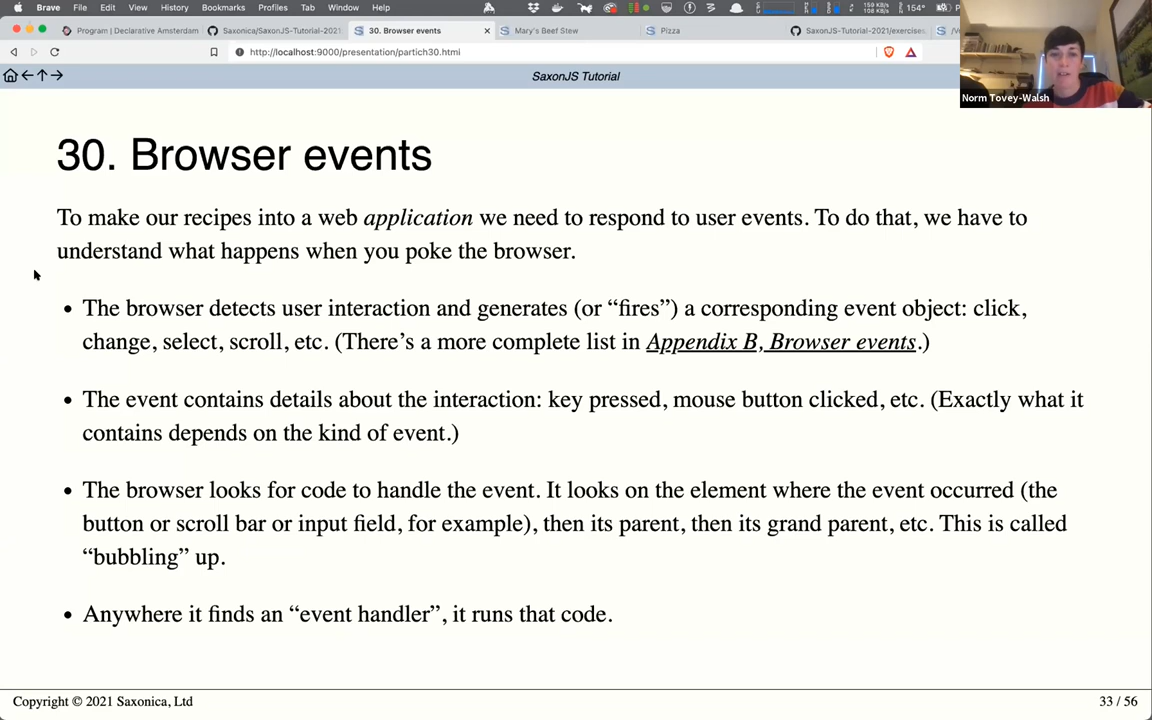 Brave File Edit View History Bookmarks Profiles Tab Window Help
159 KB/s
108 KB/s
154°
Program | Declarative Amsterdam
Saxonica/SaxonJS-Tutorial-2021
30. Browser events
Mary's Beef Stew
Pizza
SaxonJS-Tutorial-2021/exercise
http://localhost:9000/presentation/partich30.html
SaxonJS Tutorial
Norm Tovey-Walsh
30. Browser events
To make our recipes into a web application we need to respond to user events. To do that, we have to
understand what happens when you poke the browser.
• The browser detects user interaction and generates (or “fires”) a corresponding event object: click,
change, select, scroll, etc. (There’s a more complete list in Appendix B, Browser events.)
• The event contains details about the interaction: key pressed, mouse button clicked, etc. (Exactly what it
contains depends on the kind of event.)
• The browser looks for code to handle the event. It looks on the element where the event occurred (the
button or scroll bar or input field, for example), then its parent, then its grand parent, etc. This is called
“bubbling” up.
• Anywhere it finds an “event handler”, it runs that code.
Copyright © 2021 Saxonica, Ltd
33 / 56